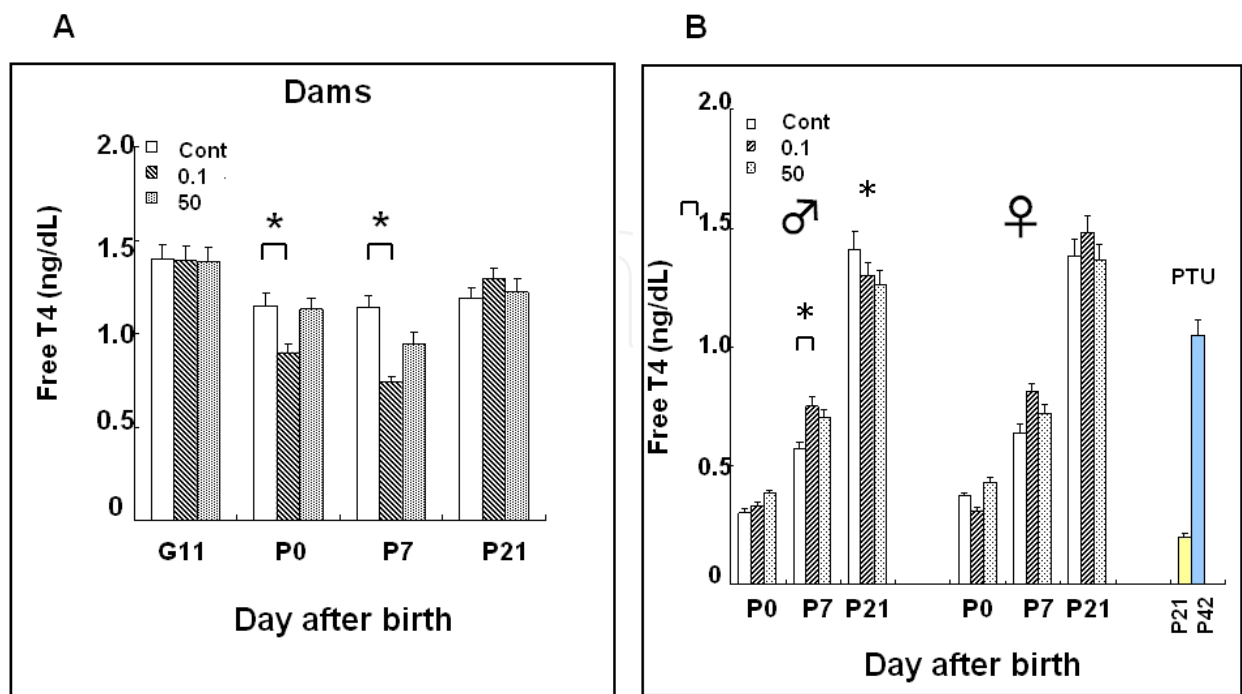 A
Dams
2.0
1.5
1.0
0.5
0
Free T4 (ng/dL)
Cont
0.1
50
*
*
G11 P0 P7 P21
Day after birth
B
2.0
1.5
1.0
0.5
0
Free T4 (ng/dL)
Cont
0.1
50
♂
♀
*
*
PTU
P0 P7 P21
P0 P7 P21
P21
P42
Day after birth